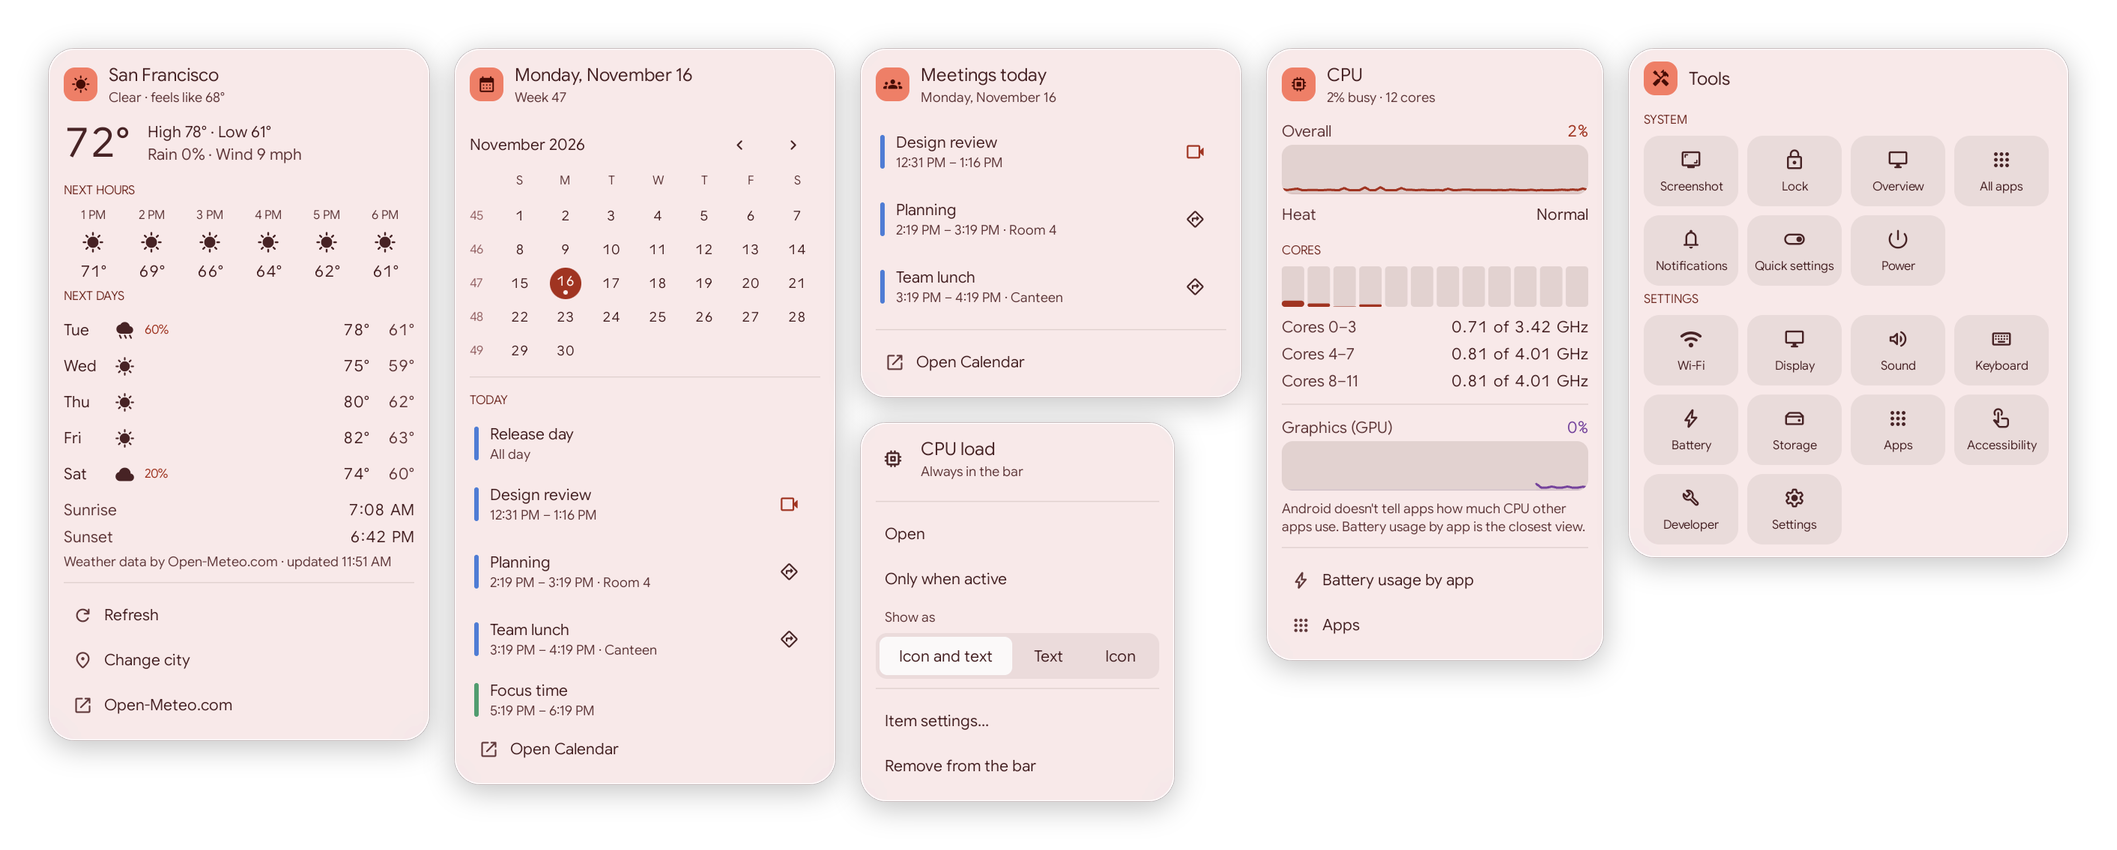 San Francisco
Clear · feels like 68°
72°
High 78° · Low 61°
Rain 0% · Wind 9 mph
NEXT HOURS
1 PM 2 PM 3 PM 4 PM 5 PM 6 PM
71° 69° 66° 64° 62° 61°
NEXT DAYS
Tue 60% 78° 61°
Wed 75° 59°
Thu 80° 62°
Fri 82° 63°
Sat 20% 74° 60°
Sunrise 7:08 AM
Sunset 6:42 PM
Weather data by Open-Meteo.com · updated 11:51 AM
Refresh
Change city
Open-Meteo.com
Monday, November 16
Week 47
November 2026
S M T W T F S
45 1 2 3 4 5 6 7
46 8 9 10 11 12 13 14
47 15 16 17 18 19 20 21
48 22 23 24 25 26 27 28
49 29 30
TODAY
Release day
All day
Design review
12:31 PM – 1:16 PM
Planning
2:19 PM – 3:19 PM · Room 4
Team lunch
3:19 PM – 4:19 PM · Canteen
Focus time
5:19 PM – 6:19 PM
Open Calendar
Meetings today
Monday, November 16
Design review
12:31 PM – 1:16 PM
Planning
2:19 PM – 3:19 PM · Room 4
Team lunch
3:19 PM – 4:19 PM · Canteen
Open Calendar
CPU load
Always in the bar
Open
Only when active
Show as
Icon and text Text Icon
Item settings...
Remove from the bar
CPU
2% busy · 12 cores
Overall 2%
Heat Normal
CORES
Cores 0–3 0.71 of 3.42 GHz
Cores 4–7 0.81 of 4.01 GHz
Cores 8–11 0.81 of 4.01 GHz
Graphics (GPU) 0%
Android doesn't tell apps how much CPU other
apps use. Battery usage by app is the closest view.
Battery usage by app
Apps
Tools
SYSTEM
Screenshot Lock Overview All apps
Notifications Quick settings Power
SETTINGS
Wi-Fi Display Sound Keyboard
Battery Storage Apps Accessibility
Developer Settings